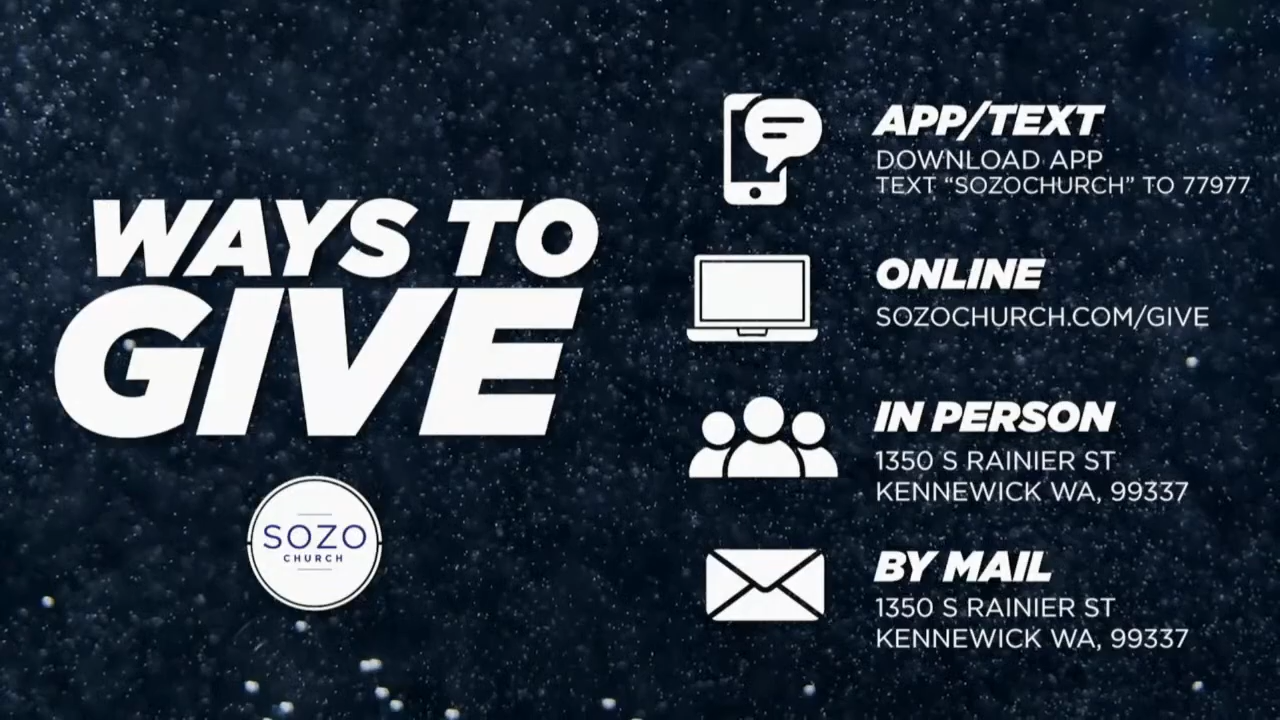 WAYS TO
GIVE
SOZO
CHURCH
APP/TEXT
DOWNLOAD APP
TEXT “SOZOCHURCH” TO 77977
ONLINE
SOZOCHURCH.COM/GIVE
IN PERSON
1350 S RAINIER ST
KENNEWICK WA, 99337
BY MAIL
1350 S RAINIER ST
KENNEWICK WA, 99337